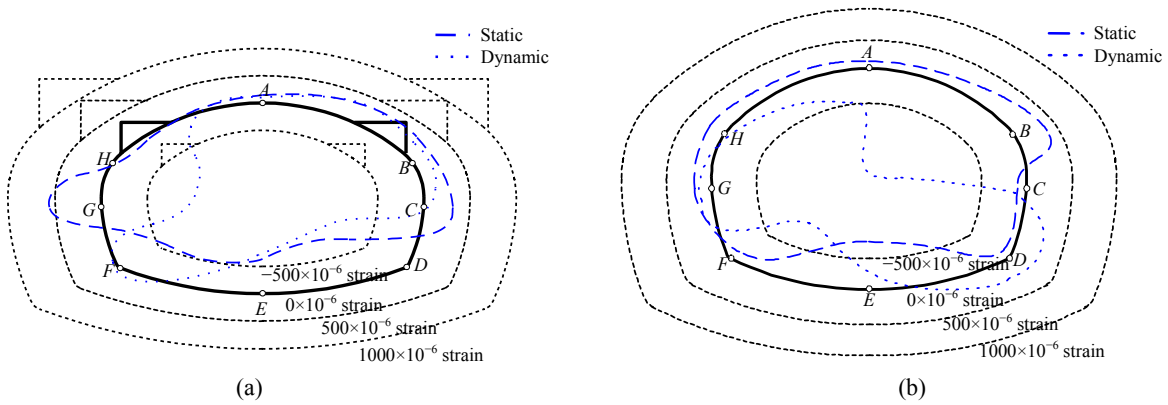 Static
Dynamic
A
H
B
G
C
F
D
E
−500×10⁻⁶ strain
0×10⁻⁶ strain
500×10⁻⁶ strain
1000×10⁻⁶ strain
(a)
Static
Dynamic
A
H
B
G
C
F
D
E
−500×10⁻⁶ strain
0×10⁻⁶ strain
500×10⁻⁶ strain
1000×10⁻⁶ strain
(b)